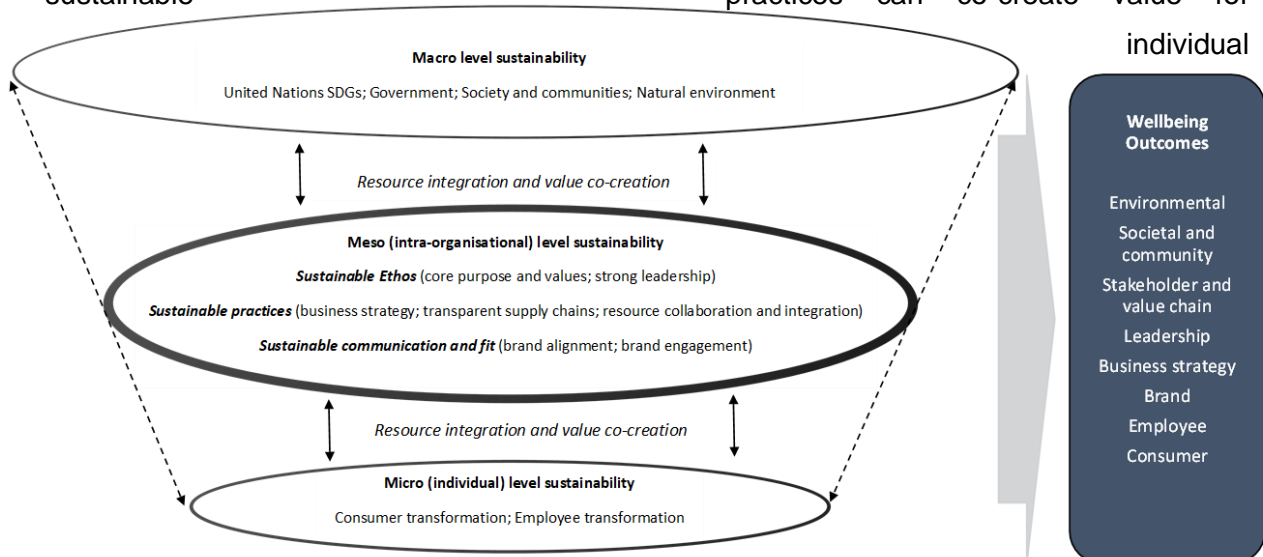 sustainable practices can co-create value for
individual
Macro level sustainability
United Nations SDGs; Government; Society and communities; Natural environment
Resource integration and value co-creation
Meso (intra-organisational) level sustainability
Sustainable Ethos (core purpose and values; strong leadership)
Sustainable practices (business strategy; transparent supply chains; resource collaboration and integration)
Sustainable communication and fit (brand alignment; brand engagement)
Resource integration and value co-creation
Micro (individual) level sustainability
Consumer transformation; Employee transformation
Wellbeing
Outcomes
Environmental
Societal and
community
Stakeholder and
value chain
Leadership
Business strategy
Brand
Employee
Consumer